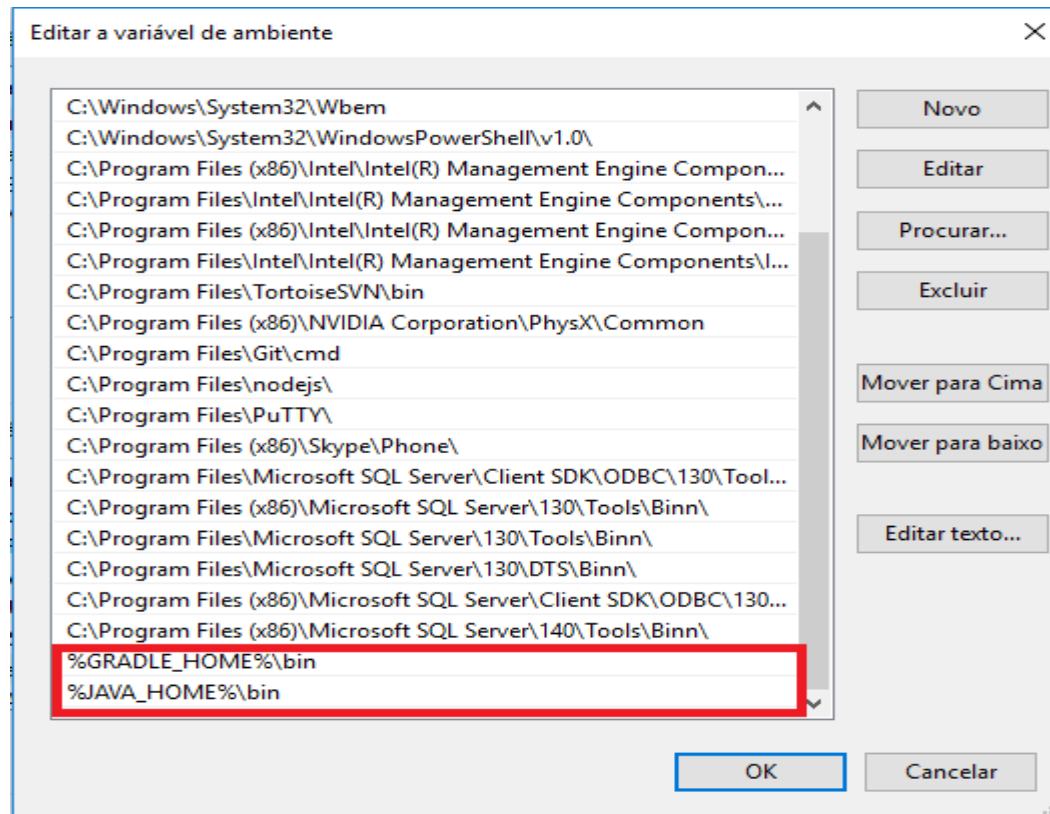 Editar a variável de ambiente
C:\Windows\System32\Wbem
Novo
C:\Windows\System32\WindowsPowerShell\v1.0\
C:\Program Files (x86)\Intel\Intel(R) Management Engine Compon...
Editar
C:\Program Files\Intel\Intel(R) Management Engine Components\...
C:\Program Files (x86)\Intel\Intel(R) Management Engine Compon...
Procurar...
C:\Program Files\Intel\Intel(R) Management Engine Components\I...
C:\Program Files\TortoiseSVN\bin
Excluir
C:\Program Files (x86)\NVIDIA Corporation\PhysX\Common
C:\Program Files\Git\cmd
C:\Program Files\nodejs\
Mover para Cima
C:\Program Files\PuTTY\
C:\Program Files (x86)\Skype\Phone\
Mover para baixo
C:\Program Files\Microsoft SQL Server\Client SDK\ODBC\130\Tool...
C:\Program Files (x86)\Microsoft SQL Server\130\Tools\Binn\
C:\Program Files\Microsoft SQL Server\130\Tools\Binn\
Editar texto...
C:\Program Files\Microsoft SQL Server\130\DTS\Binn\
C:\Program Files (x86)\Microsoft SQL Server\Client SDK\ODBC\130...
C:\Program Files (x86)\Microsoft SQL Server\140\Tools\Binn\
%GRADLE_HOME%\bin
%JAVA_HOME%\bin
OK
Cancelar